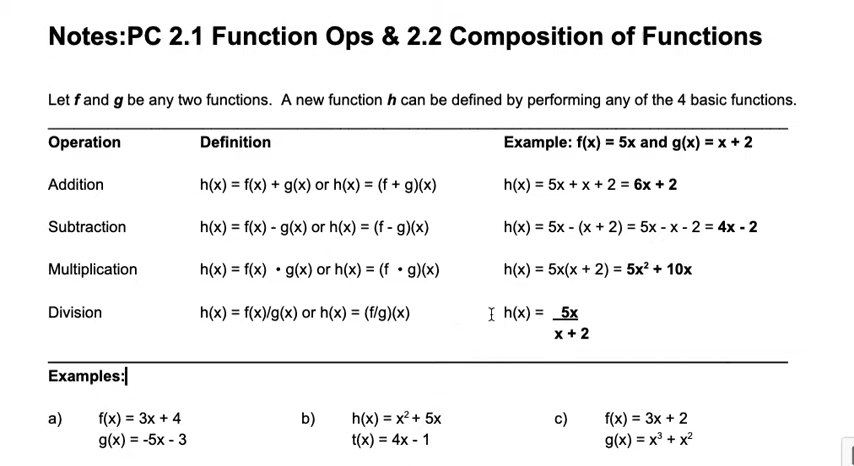 Notes:PC 2.1 Function Ops & 2.2 Composition of Functions
Let f and g be any two functions. A new function h can be defined by performing any of the 4 basic functions.
Operation Definition Example: f(x) = 5x and g(x) = x + 2
Addition h(x) = f(x) + g(x) or h(x) = (f + g)(x) h(x) = 5x + x + 2 = 6x + 2
Subtraction h(x) = f(x) - g(x) or h(x) = (f - g)(x) h(x) = 5x - (x + 2) = 5x - x - 2 = 4x - 2
Multiplication h(x) = f(x) • g(x) or h(x) = (f • g)(x) h(x) = 5x(x + 2) = 5x² + 10x
Division h(x) = f(x)/g(x) or h(x) = (f/g)(x) h(x) = 5x
x + 2
Examples:
a) f(x) = 3x + 4 b) h(x) = x² + 5x c) f(x) = 3x + 2
g(x) = -5x - 3 t(x) = 4x - 1 g(x) = x³ + x²